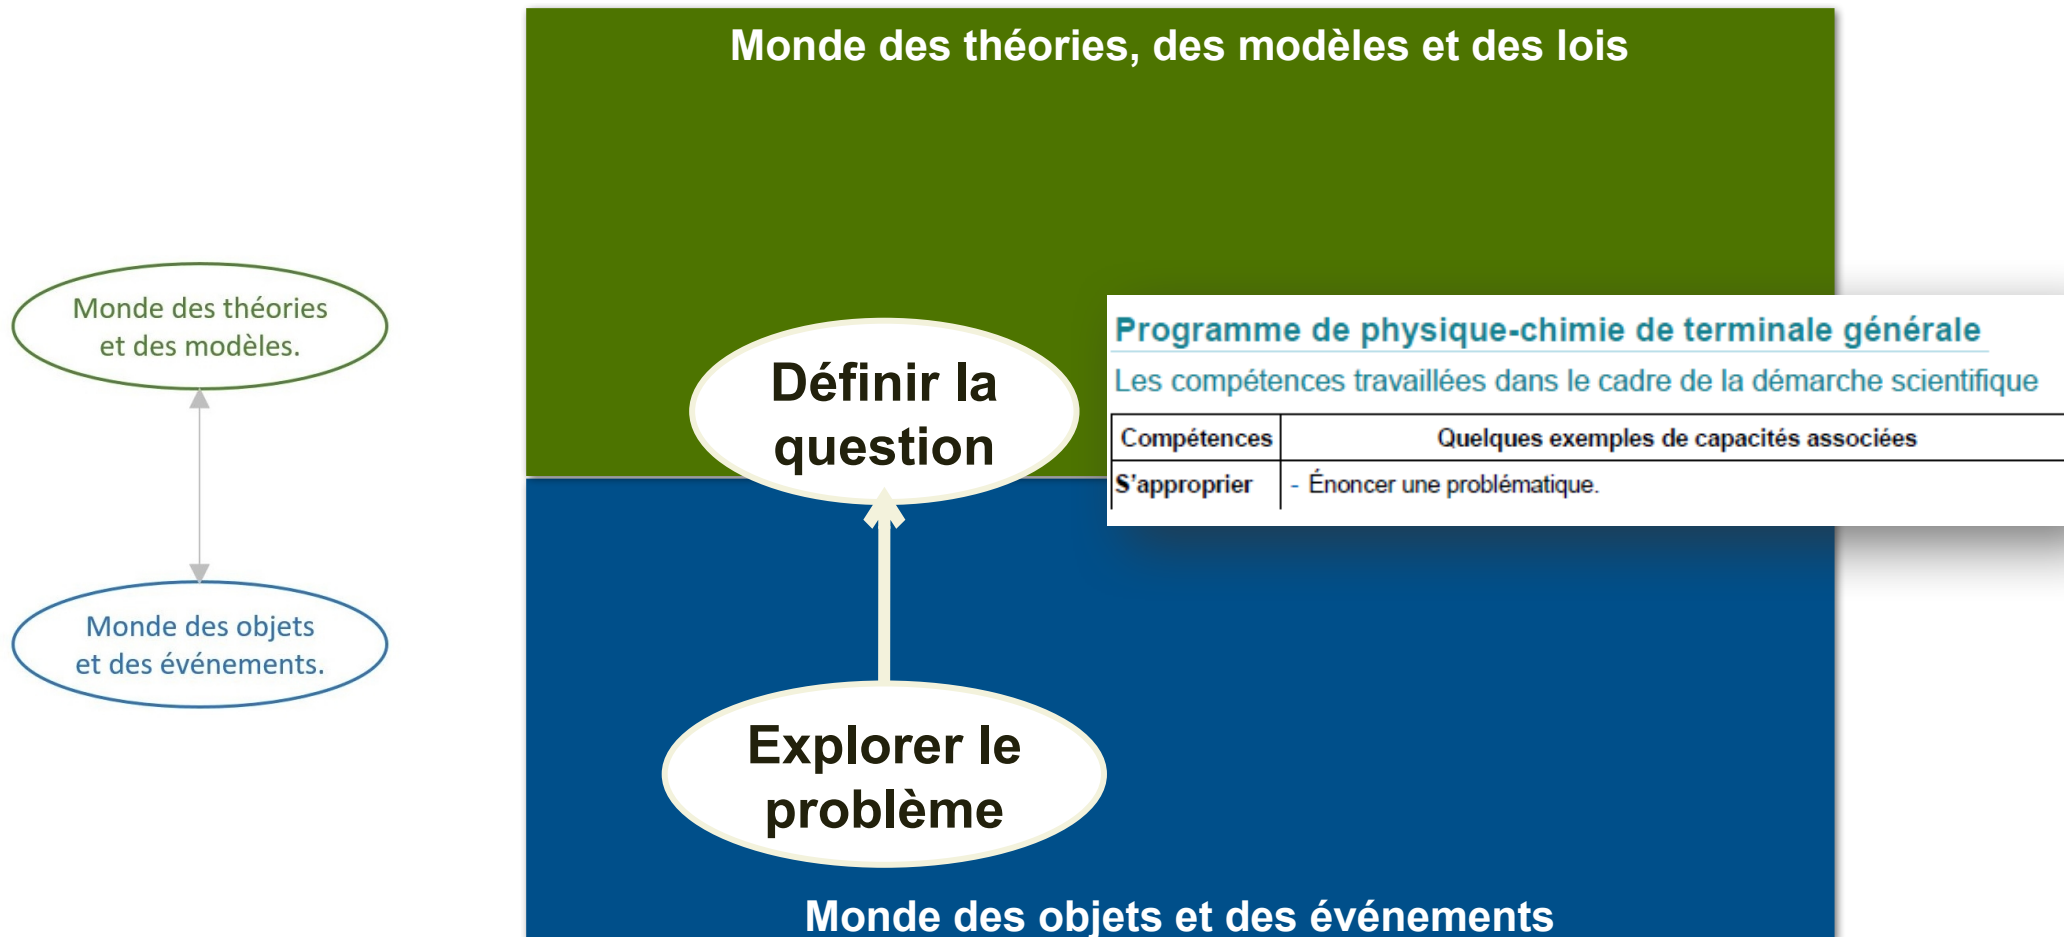 Monde des théories, des modèles et des lois
Monde des théories
et des modèles.
Monde des objets
et des événements.
Définir la
question
Programme de physique-chimie de terminale générale
Les compétences travaillées dans le cadre de la démarche scientifique
Compétences
Quelques exemples de capacités associées
S'approprier
- Énoncer une problématique.
Explorer le
problème
Monde des objets et des événements